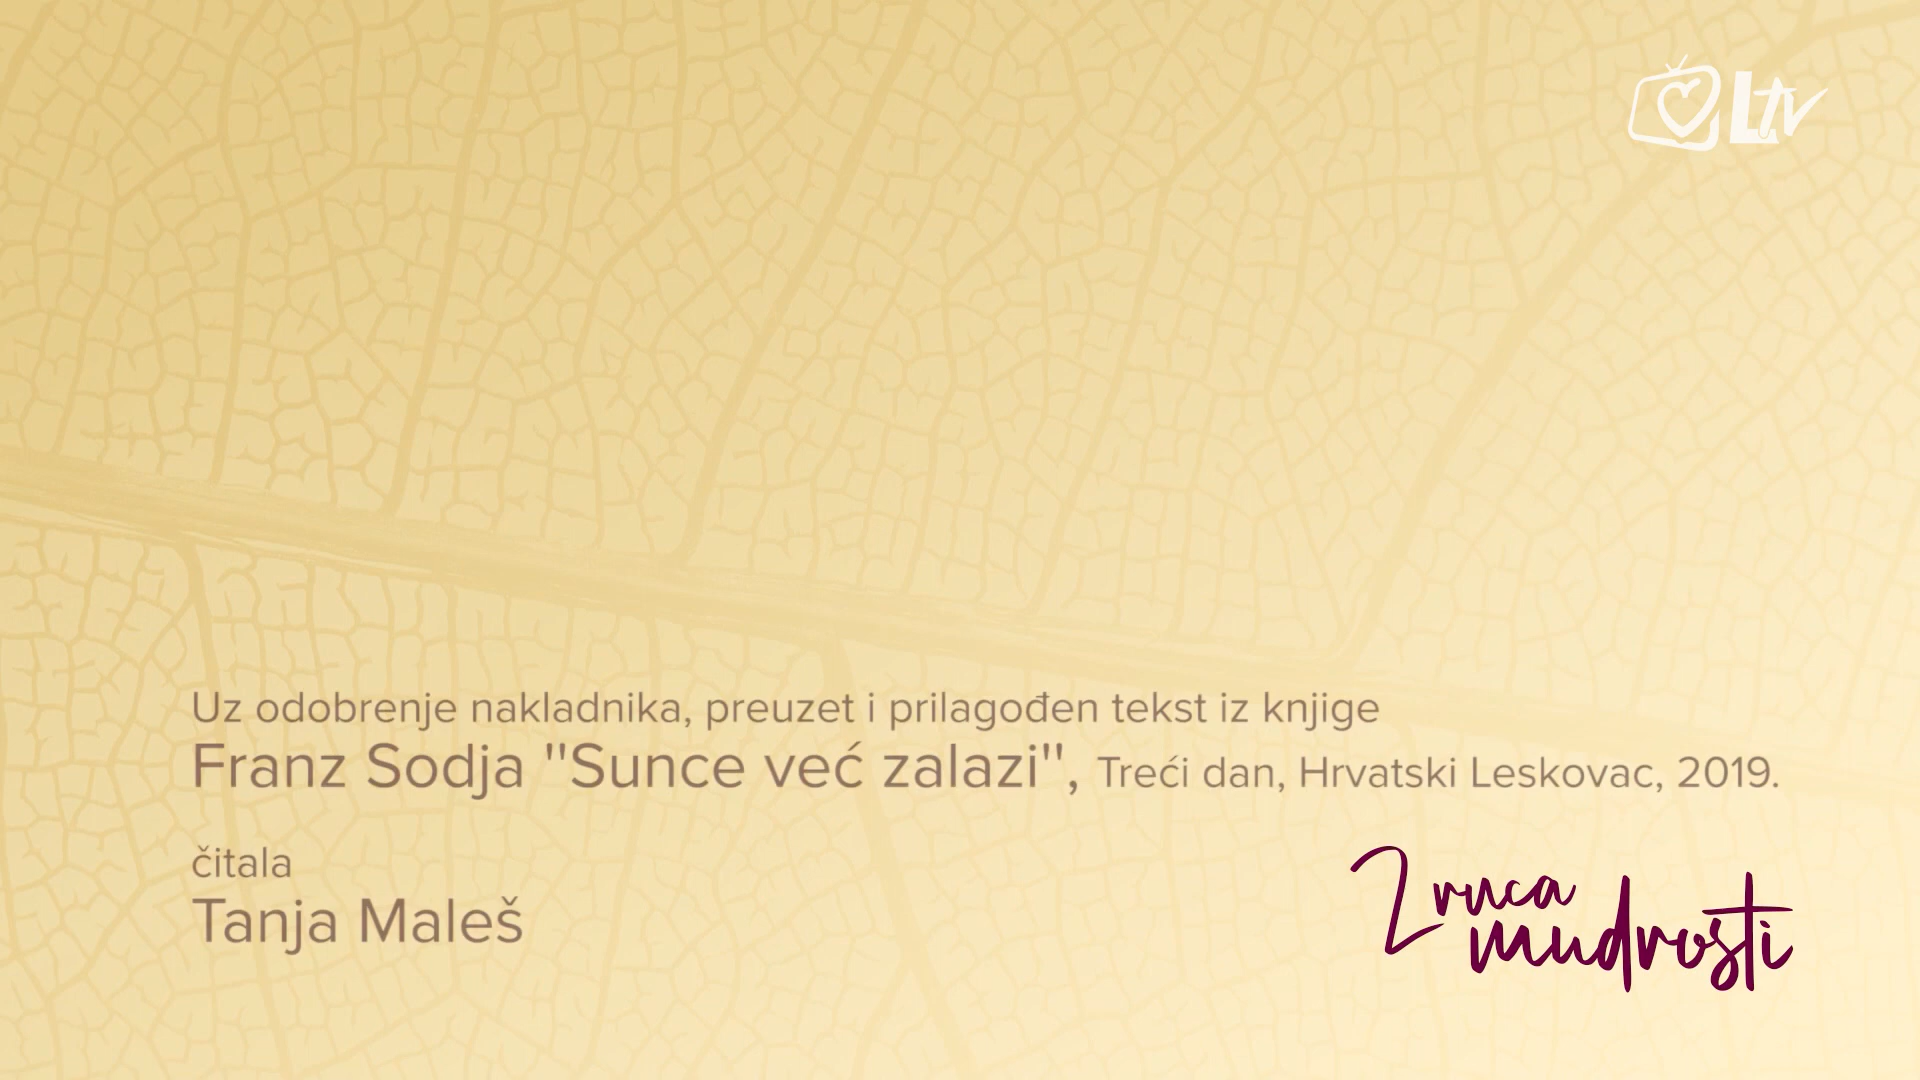 LTV
Uz odobrenje nakladnika, preuzet i prilagođen tekst iz knjige
Franz Sodja "Sunce već zalazi", Treći dan, Hrvatski Leskovac, 2019.
čitala
Tanja Maleš
Zrnca
mudrosti